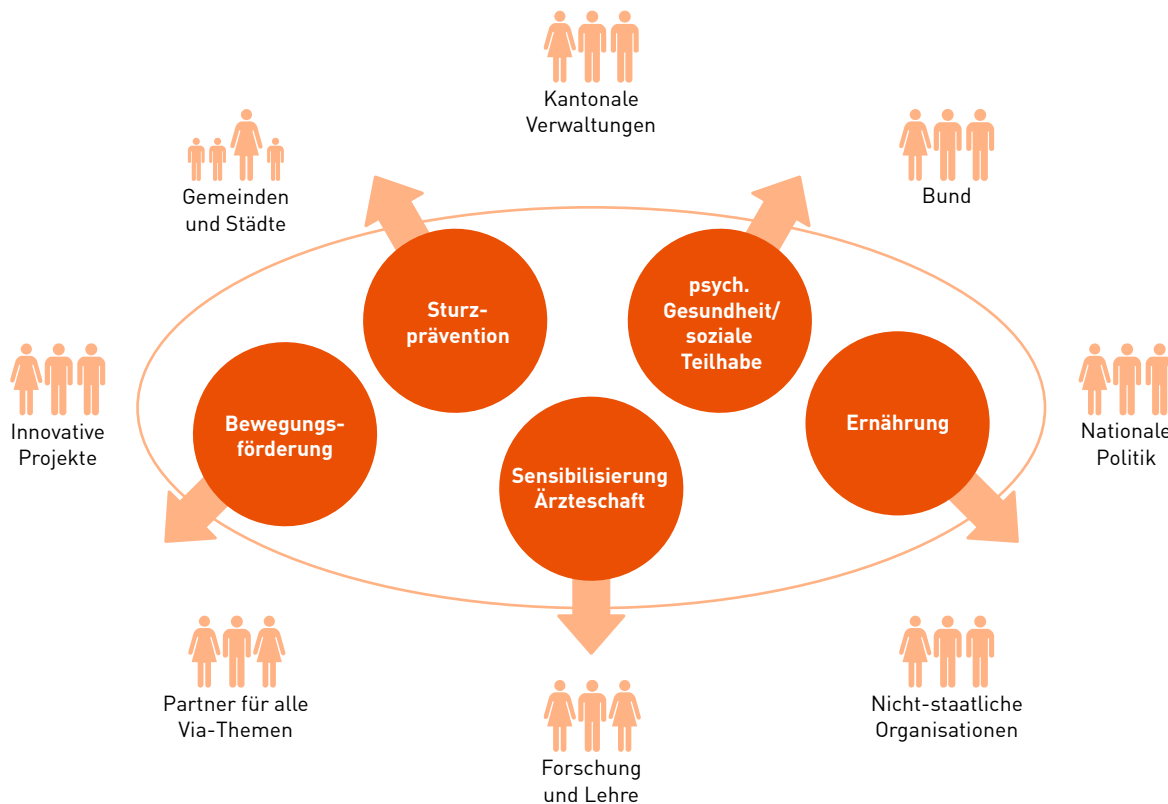 Kantonale
Verwaltungen
Gemeinden
und Städte
Bund
Sturz-
prävention
psych.
Gesundheit/
soziale
Teilhabe
Innovative
Projekte
Bewegungs-
förderung
Sensibilisierung
Ärzteschaft
Ernährung
Nationale
Politik
Partner für alle
Via-Themen
Forschung
und Lehre
Nicht-staatliche
Organisationen